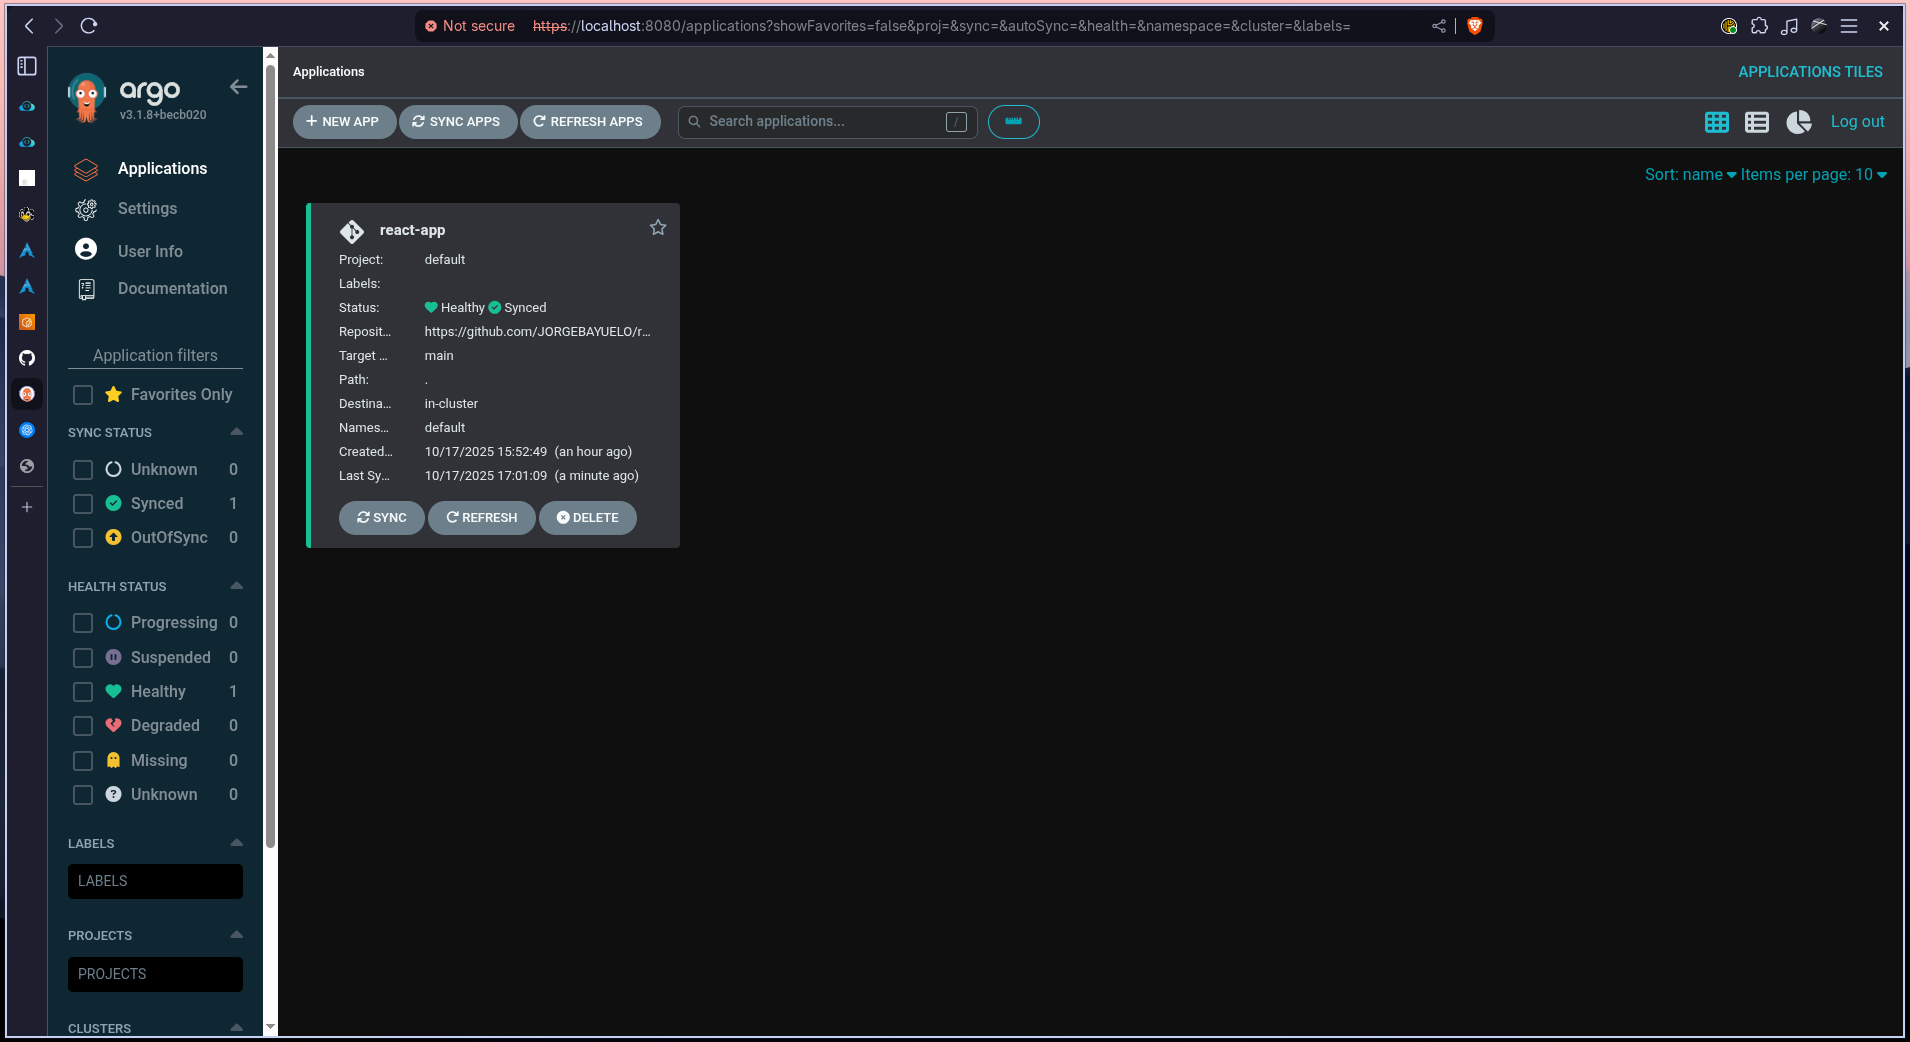 Not secure https://localhost:8080/applications?showFavorites=false&proj=&sync=&autoSync=&health=&namespace=&cluster=&labels=
argo
v3.1.8+becb020
Applications
Settings
User Info
Documentation
Application filters
Favorites Only
SYNC STATUS
Unknown 0
Synced 1
OutOfSync 0
HEALTH STATUS
Progressing 0
Suspended 0
Healthy 1
Degraded 0
Missing 0
Unknown 0
LABELS
LABELS
PROJECTS
PROJECTS
CLUSTERS
Applications
APPLICATIONS TILES
+ NEW APP SYNC APPS REFRESH APPS Search applications... / Log out
Sort: name Items per page: 10
react-app
Project: default
Labels:
Status: Healthy Synced
Reposit... https://github.com/JORGEBAYUELO/r...
Target ... main
Path: .
Destina... in-cluster
Names... default
Created... 10/17/2025 15:52:49 (an hour ago)
Last Sy... 10/17/2025 17:01:09 (a minute ago)
SYNC REFRESH DELETE